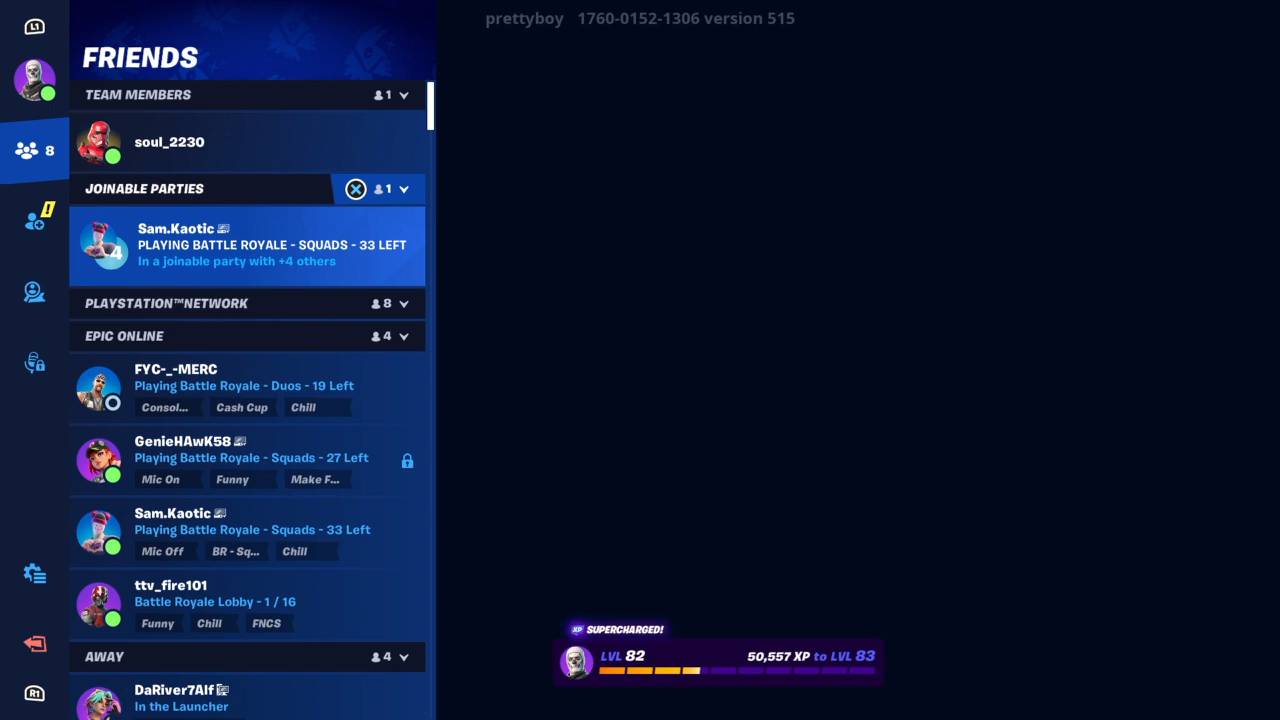 L1
prettyboy 1760-0152-1306 version 515
FRIENDS
TEAM MEMBERS 1
soul_2230
8
JOINABLE PARTIES 1
Sam.Kaotic
PLAYING BATTLE ROYALE - SQUADS - 33 LEFT
In a joinable party with +4 others
4
PLAYSTATION™NETWORK 8
EPIC ONLINE 4
FYC-_-MERC
Playing Battle Royale - Duos - 19 Left
Consol... Cash Cup Chill
GenieHAwK58
Playing Battle Royale - Squads - 27 Left
Mic On Funny Make F...
Sam.Kaotic
Playing Battle Royale - Squads - 33 Left
Mic Off BR - Sq... Chill
ttv_fire101
Battle Royale Lobby - 1 / 16
Funny Chill FNCS
AWAY 4
DaRiver7Alf
In the Launcher
R1
XP SUPERCHARGED!
LVL 82 50,557 XP to LVL 83